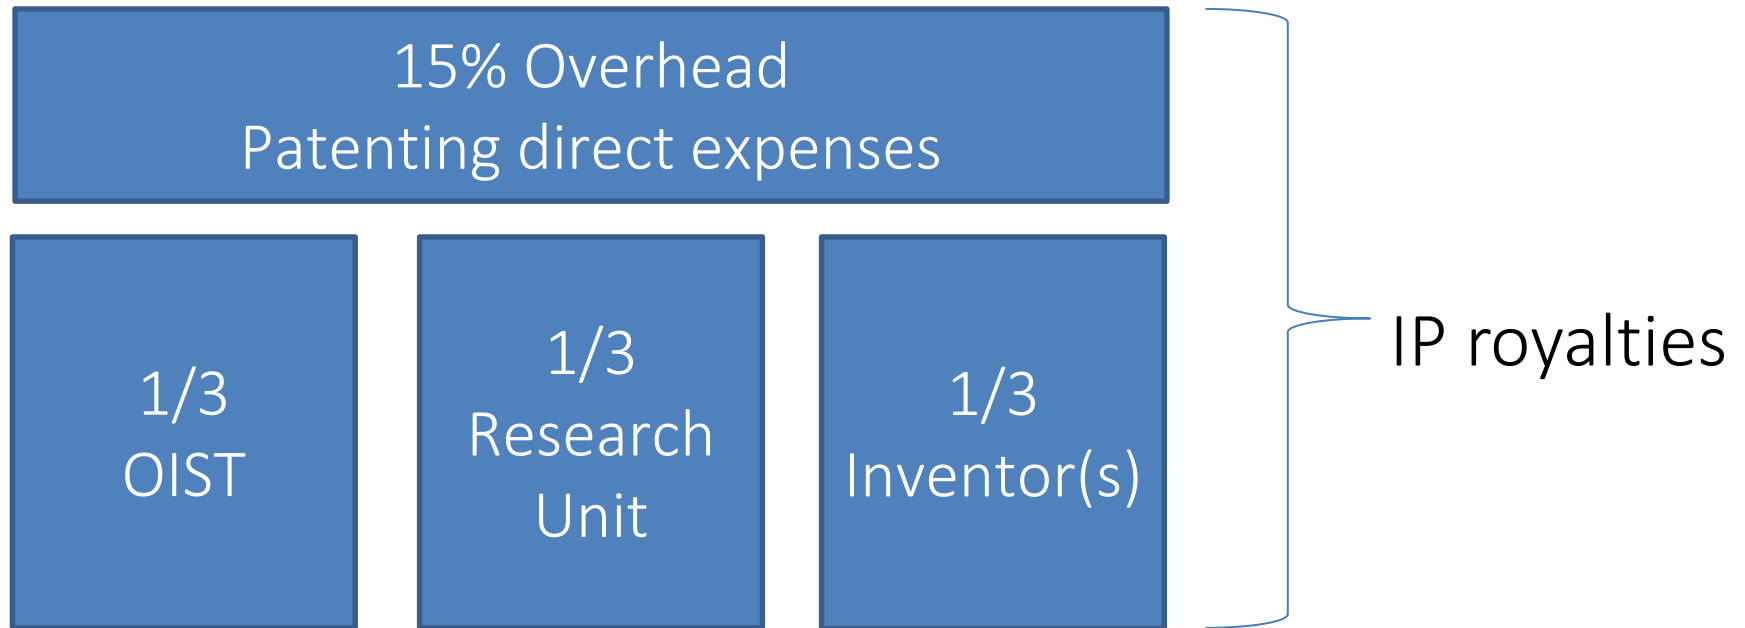 15% Overhead
Patenting direct expenses
1/3
OIST
1/3
Research
Unit
1/3
Inventor(s)
IP royalties